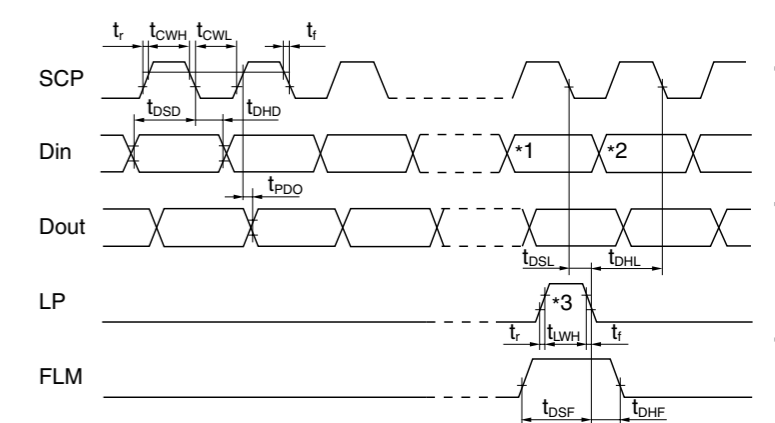 tr tCWH tCWL tf
SCP
tDSD tDHD
Din *1 *2
tPDO
Dout
tDSL tDHL
LP *3
tr tLWH tf
FLM
tDSF tDHF